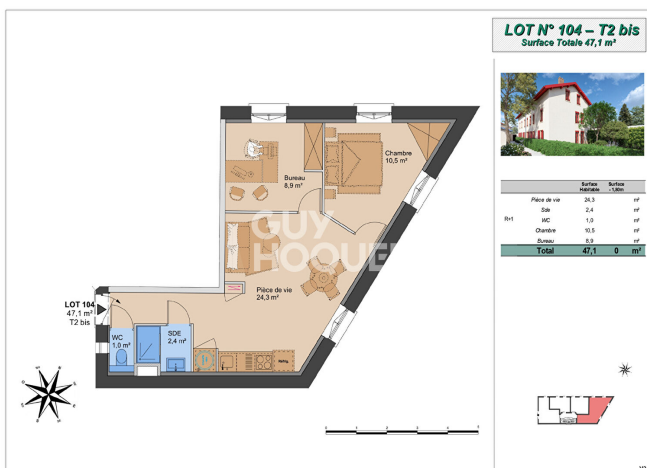 LOT N° 104 – T2 bis
Surface Totale 47,1 m²
Surface Habitable
Surface - 1,80m
Pièce de vie 24,3 m²
Sde 2,4 m²
R+1 WC 1,0 m²
Chambre 10,5 m²
Bureau 8,9 m²
Total 47,1 0 m²
Chambre
10,5 m²
Bureau
8,9 m²
GUY
HOQUE
Pièce de vie
24,3 m²
LOT 104
47,1 m²
T2 bis
WC
1,0 m²
SDE
2,4 m²